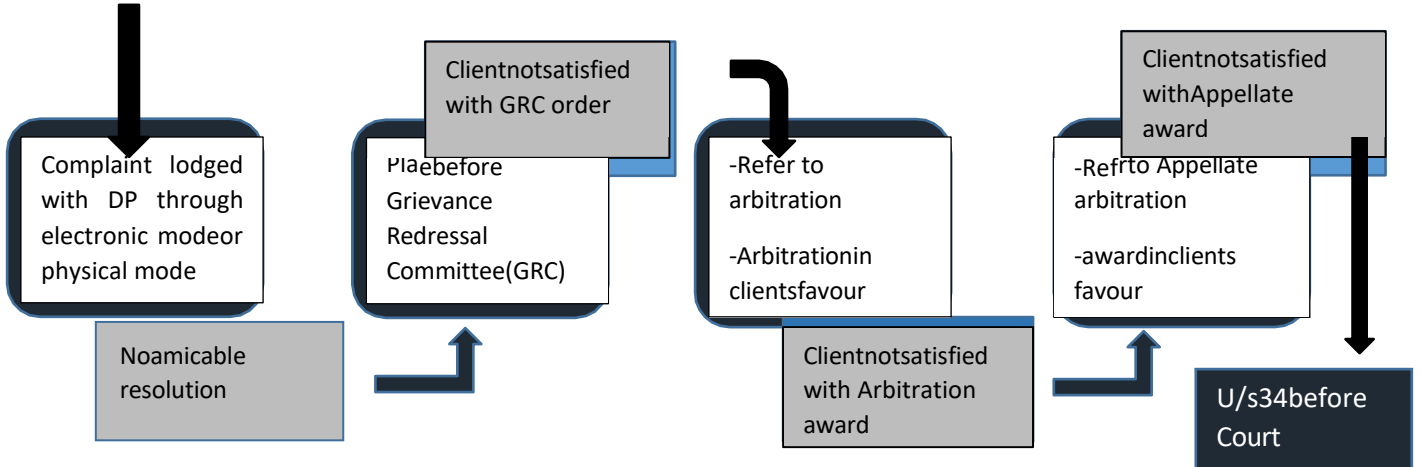 Complaint lodged
with DP through
electronic modeor
physical mode
Noamicable
resolution
Clientnotsatisfied
with GRC order
Plaebefore
Grievance
Redressal
Committee(GRC)
-Refer to
arbitration
-Arbitrationin
clientsfavour
Clientnotsatisfied
with Arbitration
award
Clientnotsatisfied
withAppellate
award
-Refrto Appellate
arbitration
-awardinclients
favour
U/s34before
Court